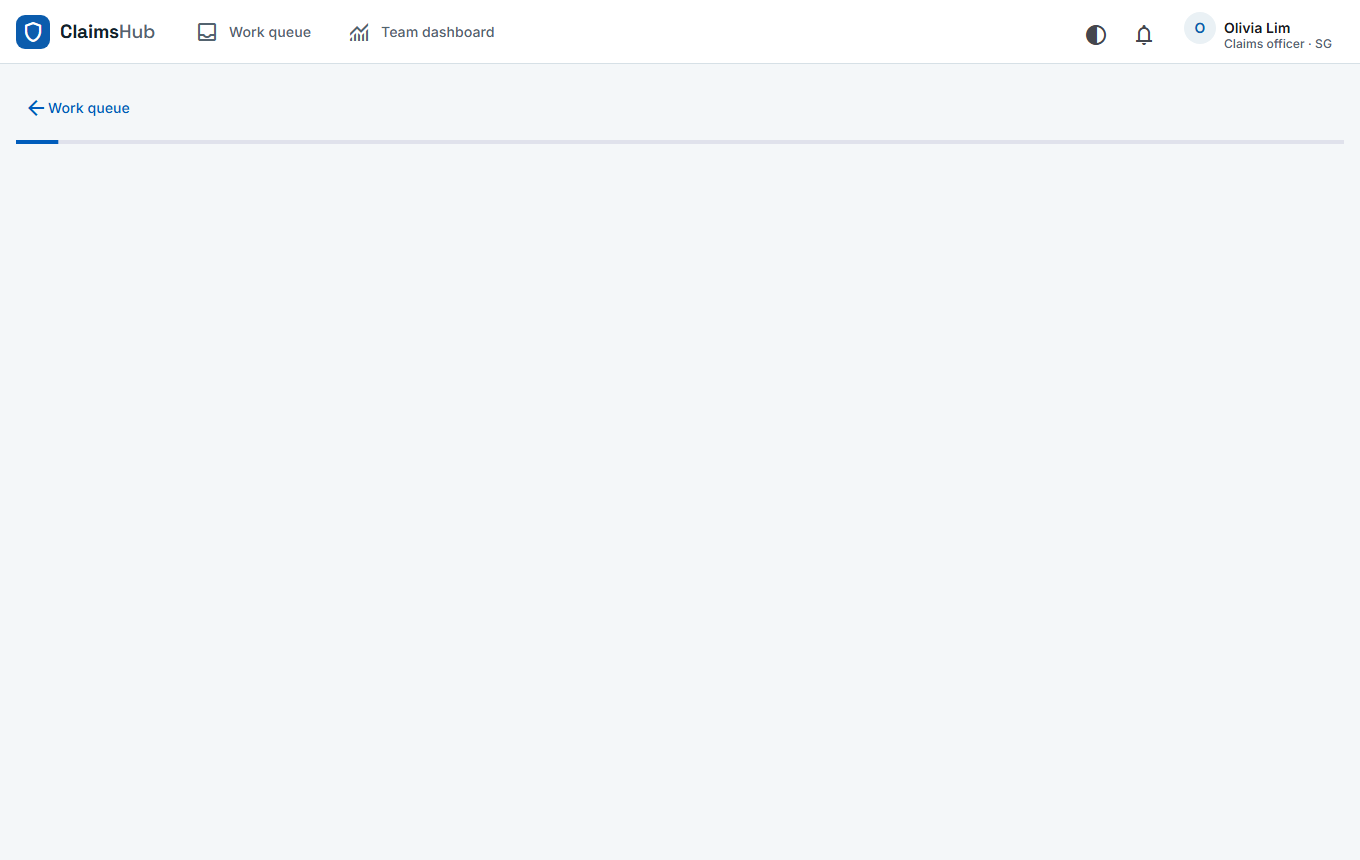 ClaimsHub
Work queue
Team dashboard
O
Olivia Lim
Claims officer · SG
Work queue